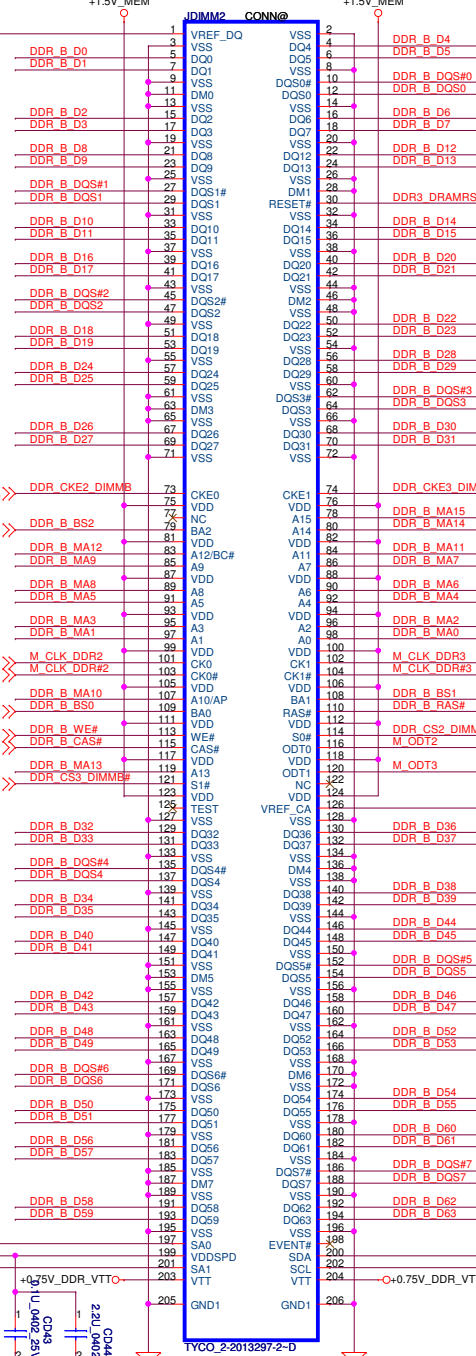 +1.5V_MEM JDIMM2 CONN@ +1.5V_MEM
1 VREF_DQ VSS 2
3 VSS DQ4 4 DDR_B_D4
DDR_B_D0 5 DQ0 DQ5 6 DDR_B_D5
DDR_B_D1 7 DQ1 VSS 8
9 VSS DQS0# 10 DDR_B_DQS#0
11 DM0 DQS0 12 DDR_B_DQS0
13 VSS VSS 14
DDR_B_D2 15 DQ2 DQ6 16 DDR_B_D6
DDR_B_D3 17 DQ3 DQ7 18 DDR_B_D7
19 VSS VSS 20
DDR_B_D8 21 DQ8 DQ12 22 DDR_B_D12
DDR_B_D9 23 DQ9 DQ13 24 DDR_B_D13
25 VSS VSS 26
DDR_B_DQS#1 27 DQS1# DM1 28
DDR_B_DQS1 29 DQS1 RESET# 30 DDR3_DRAMRS
31 VSS VSS 32
DDR_B_D10 33 DQ10 DQ14 34 DDR_B_D14
DDR_B_D11 35 DQ11 DQ15 36 DDR_B_D15
37 VSS VSS 38
DDR_B_D16 39 DQ16 DQ20 40 DDR_B_D20
DDR_B_D17 41 DQ17 DQ21 42 DDR_B_D21
43 VSS VSS 44
DDR_B_DQS#2 45 DQS2# DM2 46
DDR_B_DQS2 47 DQS2 VSS 48
49 VSS DQ22 50 DDR_B_D22
DDR_B_D18 51 DQ18 DQ23 52 DDR_B_D23
DDR_B_D19 53 DQ19 VSS 54
55 VSS DQ28 56 DDR_B_D28
DDR_B_D24 57 DQ24 DQ29 58 DDR_B_D29
DDR_B_D25 59 DQ25 VSS 60
61 VSS DQS3# 62 DDR_B_DQS#3
63 DM3 DQS3 64 DDR_B_DQS3
65 VSS VSS 66
DDR_B_D26 67 DQ26 DQ30 68 DDR_B_D30
DDR_B_D27 69 DQ27 DQ31 70 DDR_B_D31
71 VSS VSS 72
DDR_CKE2_DIMMB 73 CKE0 CKE1 74 DDR_CKE3_DIM
75 VDD VDD 76
77 NC A15 78 DDR_B_MA15
DDR_B_BS2 79 BA2 A14 80 DDR_B_MA14
81 VDD VDD 82
DDR_B_MA12 83 A12/BC# A11 84 DDR_B_MA11
DDR_B_MA9 85 A9 A7 86 DDR_B_MA7
87 VDD VDD 88
DDR_B_MA8 89 A8 A6 90 DDR_B_MA6
DDR_B_MA5 91 A5 A4 92 DDR_B_MA4
93 VDD VDD 94
DDR_B_MA3 95 A3 A2 96 DDR_B_MA2
DDR_B_MA1 97 A1 A0 98 DDR_B_MA0
99 VDD VDD 100
M_CLK_DDR2 101 CK0 CK1 102 M_CLK_DDR3
M_CLK_DDR#2 103 CK0# CK1# 104 M_CLK_DDR#3
105 VDD VDD 106
DDR_B_MA10 107 A10/AP BA1 108 DDR_B_BS1
DDR_B_BS0 109 BA0 RAS# 110 DDR_B_RAS#
111 VDD VDD 112
DDR_B_WE# 113 WE# S0# 114 DDR_CS2_DIMM
DDR_B_CAS# 115 CAS# ODT0 116 M_ODT2
117 VDD VDD 118
DDR_B_MA13 119 A13 ODT1 120 M_ODT3
DDR_CS3_DIMMB# 121 S1# NC 122
123 VDD VDD 124
125 TEST VREF_CA 126
127 VSS VSS 128
DDR_B_D32 129 DQ32 DQ36 130 DDR_B_D36
DDR_B_D33 131 DQ33 DQ37 132 DDR_B_D37
133 VSS VSS 134
DDR_B_DQS#4 135 DQS4# DM4 136
DDR_B_DQS4 137 DQS4 VSS 138
139 VSS DQ38 140 DDR_B_D38
DDR_B_D34 141 DQ34 DQ39 142 DDR_B_D39
DDR_B_D35 143 DQ35 VSS 144
145 VSS DQ44 146 DDR_B_D44
DDR_B_D40 147 DQ40 DQ45 148 DDR_B_D45
DDR_B_D41 149 DQ41 VSS 150
151 VSS DQS5# 152 DDR_B_DQS#5
153 DM5 DQS5 154 DDR_B_DQS5
155 VSS VSS 156
DDR_B_D42 157 DQ42 DQ46 158 DDR_B_D46
DDR_B_D43 159 DQ43 DQ47 160 DDR_B_D47
161 VSS VSS 162
DDR_B_D48 163 DQ48 DQ52 164 DDR_B_D52
DDR_B_D49 165 DQ49 DQ53 166 DDR_B_D53
167 VSS VSS 168
DDR_B_DQS#6 169 DQS6# DM6 170
DDR_B_DQS6 171 DQS6 VSS 172
173 VSS DQ54 174 DDR_B_D54
DDR_B_D50 175 DQ50 DQ55 176 DDR_B_D55
DDR_B_D51 177 DQ51 VSS 178
179 VSS DQ60 180 DDR_B_D60
DDR_B_D56 181 DQ56 DQ61 182 DDR_B_D61
DDR_B_D57 183 DQ57 VSS 184
185 VSS DQS7# 186 DDR_B_DQS#7
187 DM7 DQS7 188 DDR_B_DQS7
189 VSS VSS 190
DDR_B_D58 191 DQ58 DQ62 192 DDR_B_D62
DDR_B_D59 193 DQ59 DQ63 194 DDR_B_D63
195 VSS VSS 196
197 SA0 EVENT# 198
199 VDDSPD SDA 200
201 SA1 SCL 202
+0.75V_DDR_VTT 203 VTT VTT 204 +0.75V_DDR_VTT
205 GND1 GND1 206
0.1U_0402_25V
CD43
2.2U_0402
CD44
1 1
2 2
TYCO_2-2013297-2~D